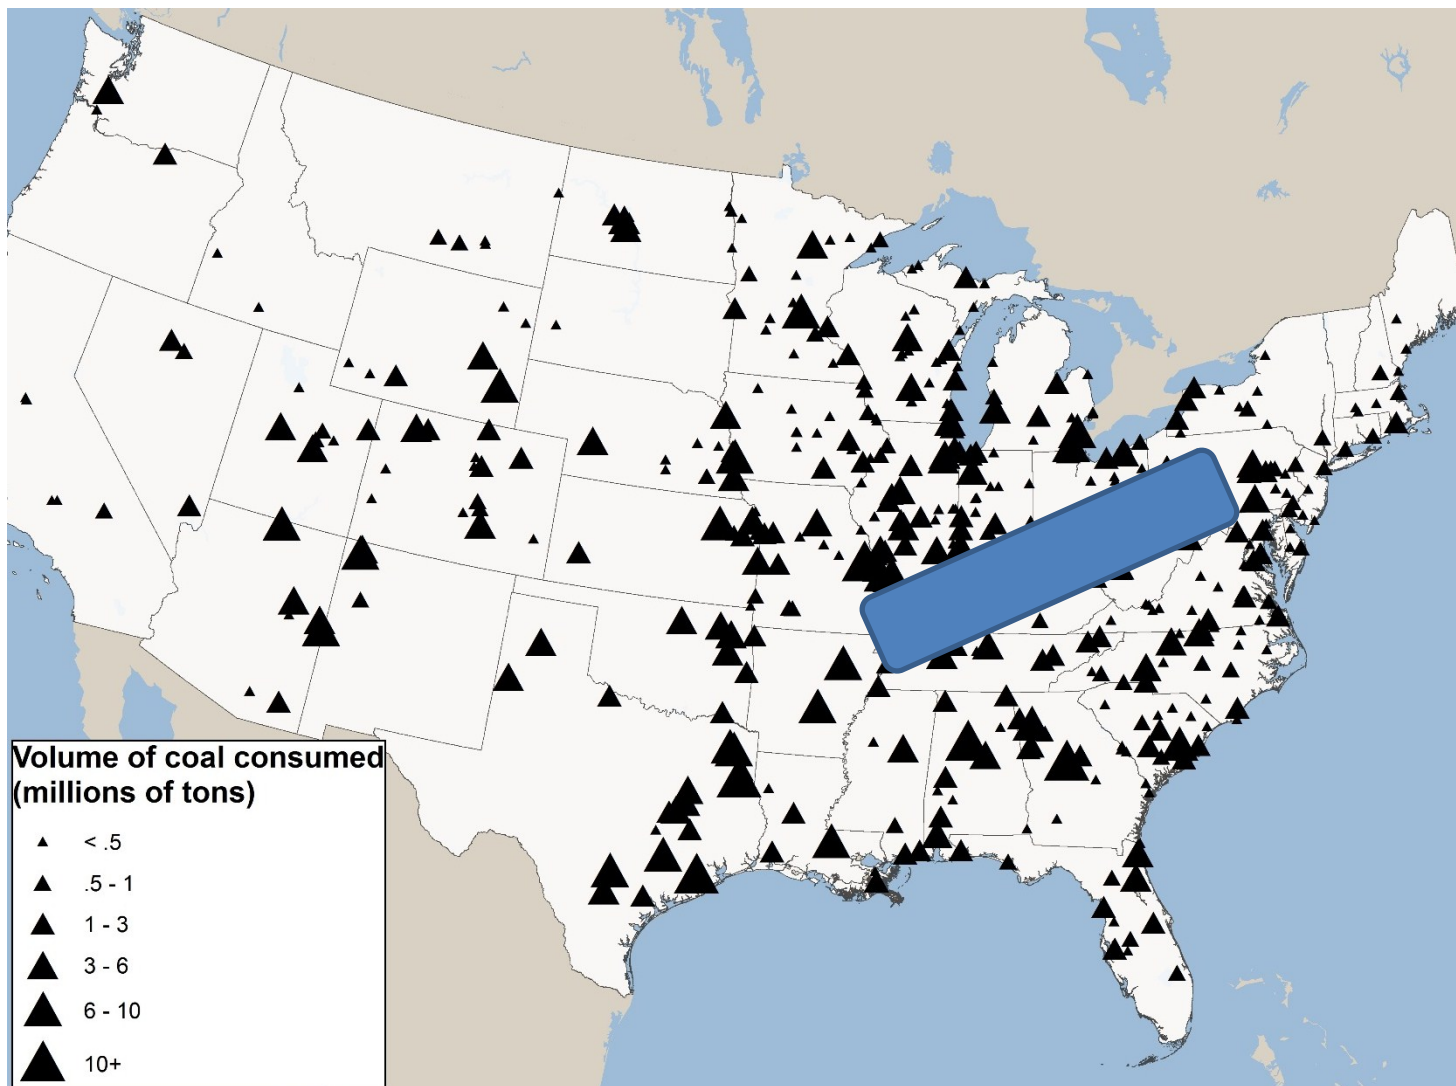 Volume of coal consumed
(millions of tons)
< .5
.5 - 1
1 - 3
3 - 6
6 - 10
10+